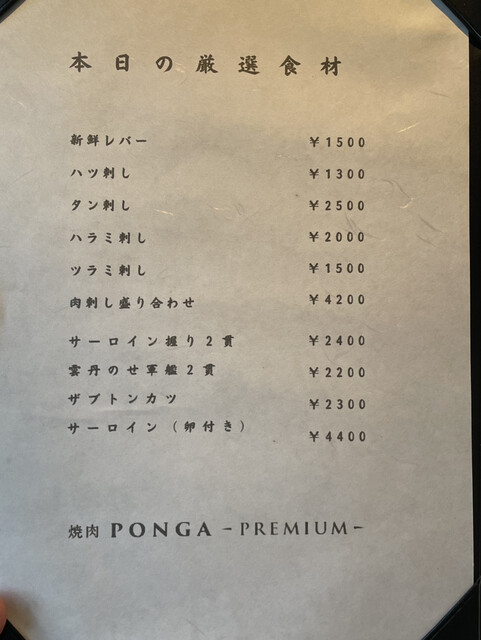 本日の厳選食材
新鮮レバー ￥1500
ハツ刺し ￥1300
タン刺し ￥2500
ハラミ刺し ￥2000
ツラミ刺し ￥1500
肉刺し盛り合わせ ￥4200
サーロイン握り2貫 ￥2400
雲丹のせ軍艦2貫 ￥2200
ザブトンカツ ￥2300
サーロイン（卵付き） ￥4400
焼肉 PONGA -PREMIUM-